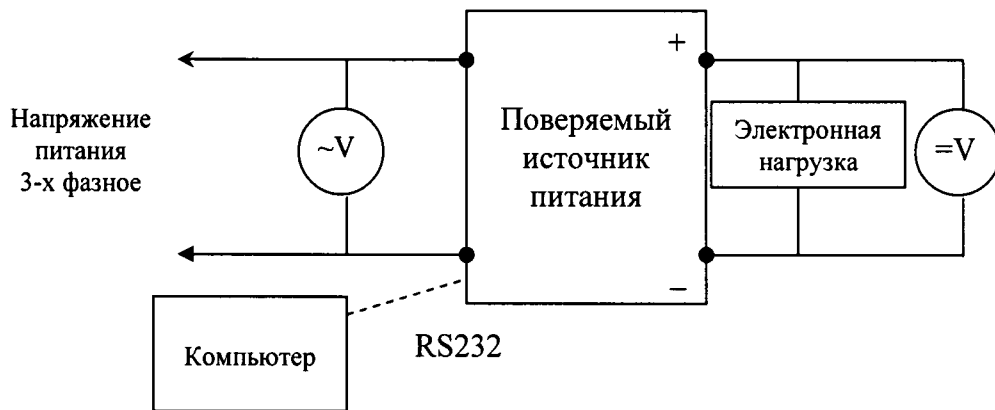 Напряжение
питания
3-х фазное
~V
Поверяемый
источник
питания
+
–
Электронная
нагрузка
=V
Компьютер
RS232